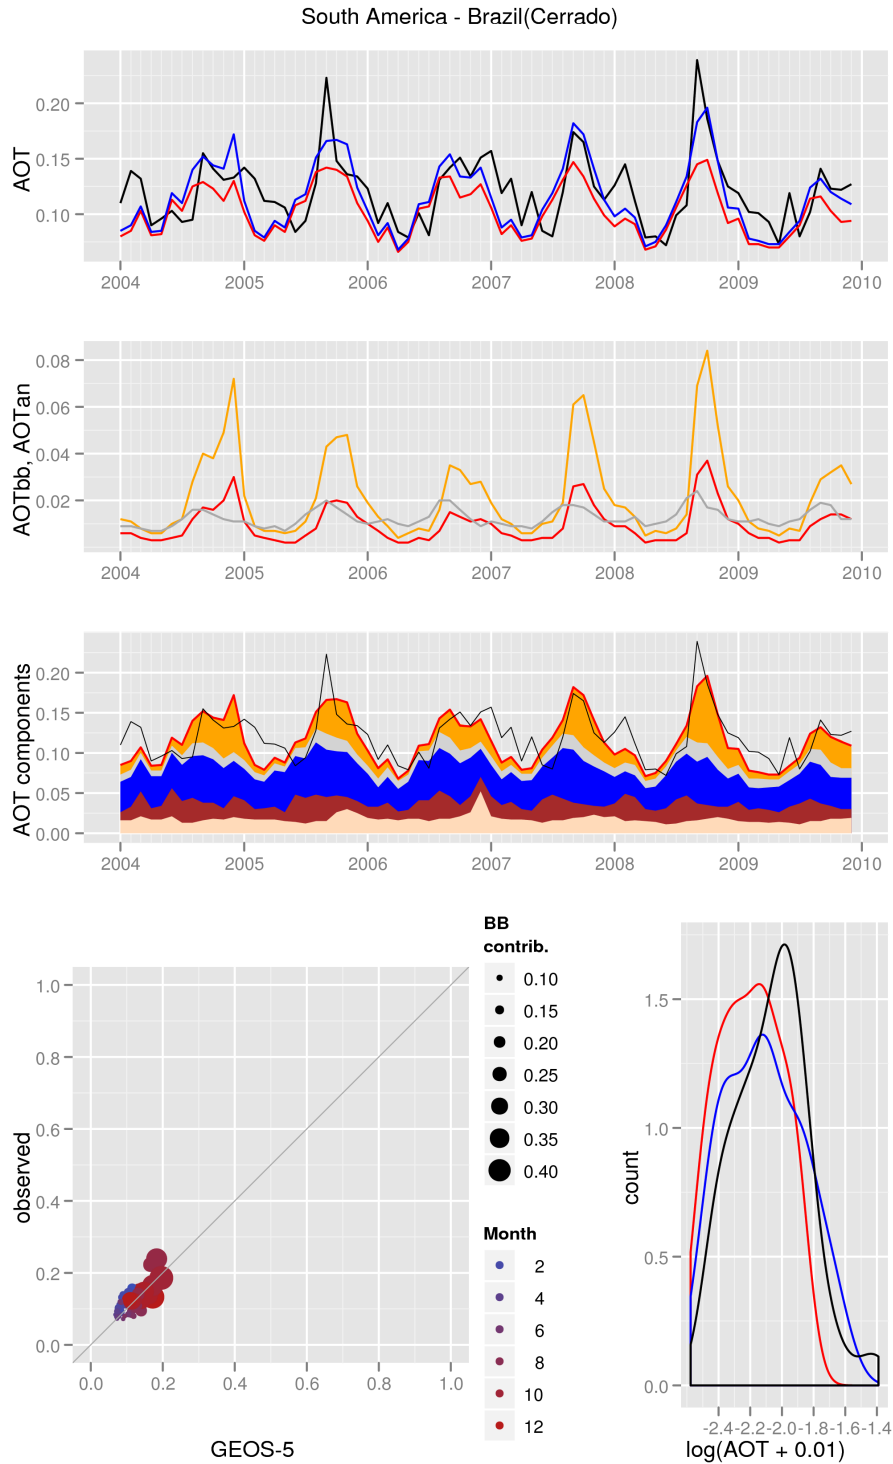 South America - Brazil(Cerrado)
AOT
0.20
0.15
0.10
2004 2005 2006 2007 2008 2009 2010
AOTbb, AOTan
0.08
0.06
0.04
0.02
2004 2005 2006 2007 2008 2009 2010
AOT components
0.20
0.15
0.10
0.05
0.00
2004 2005 2006 2007 2008 2009 2010
observed
1.0
0.8
0.6
0.4
0.2
0.0
0.0 0.2 0.4 0.6 0.8 1.0
GEOS-5
BB
contrib.
0.10
0.15
0.20
0.25
0.30
0.35
0.40
Month
2
4
6
8
10
12
count
1.5
1.0
0.5
0.0
-2.4 -2.2 -2.0 -1.8 -1.6 -1.4
log(AOT + 0.01)